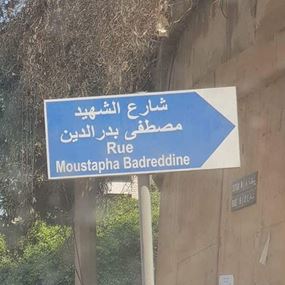 شارع الشهيد
مصطفى بدر الدين
Rue
Moustapha Badreddine